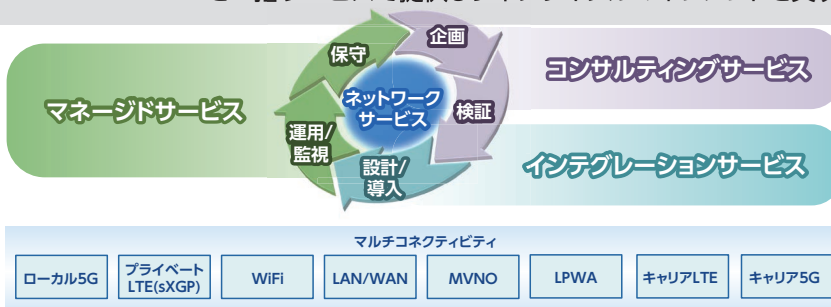 企画
保守
コンサルティングサービス
マネージドサービス
ネットワーク
サービス
検証
運用/
監視
設計/
導入
インテグレーションサービス
マルチコネクティビティ
ローカル5G
プライベート
LTE(sXGP)
WiFi
LAN/WAN
MVNO
LPWA
キャリアLTE
キャリア5G